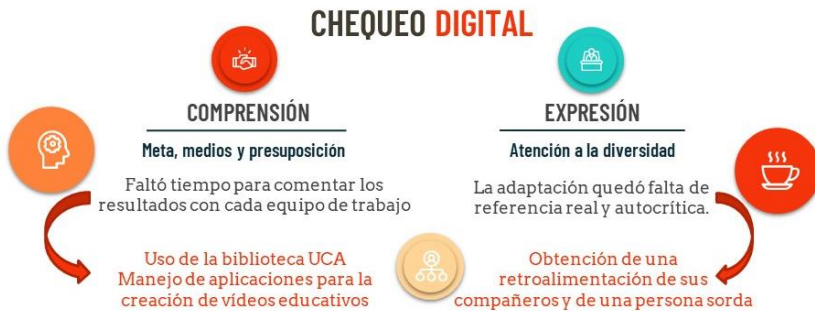 CHEQUEO DIGITAL
COMPRENSIÓN
Meta, medios y presuposición
Faltó tiempo para comentar los
resultados con cada equipo de trabajo
Uso de la biblioteca UCA
Manejo de aplicaciones para la
creación de vídeos educativos
EXPRESIÓN
Atención a la diversidad
La adaptación quedó falta de
referencia real y autocrítica.
Obtención de una
retroalimentación de sus
compañeros y de una persona sorda